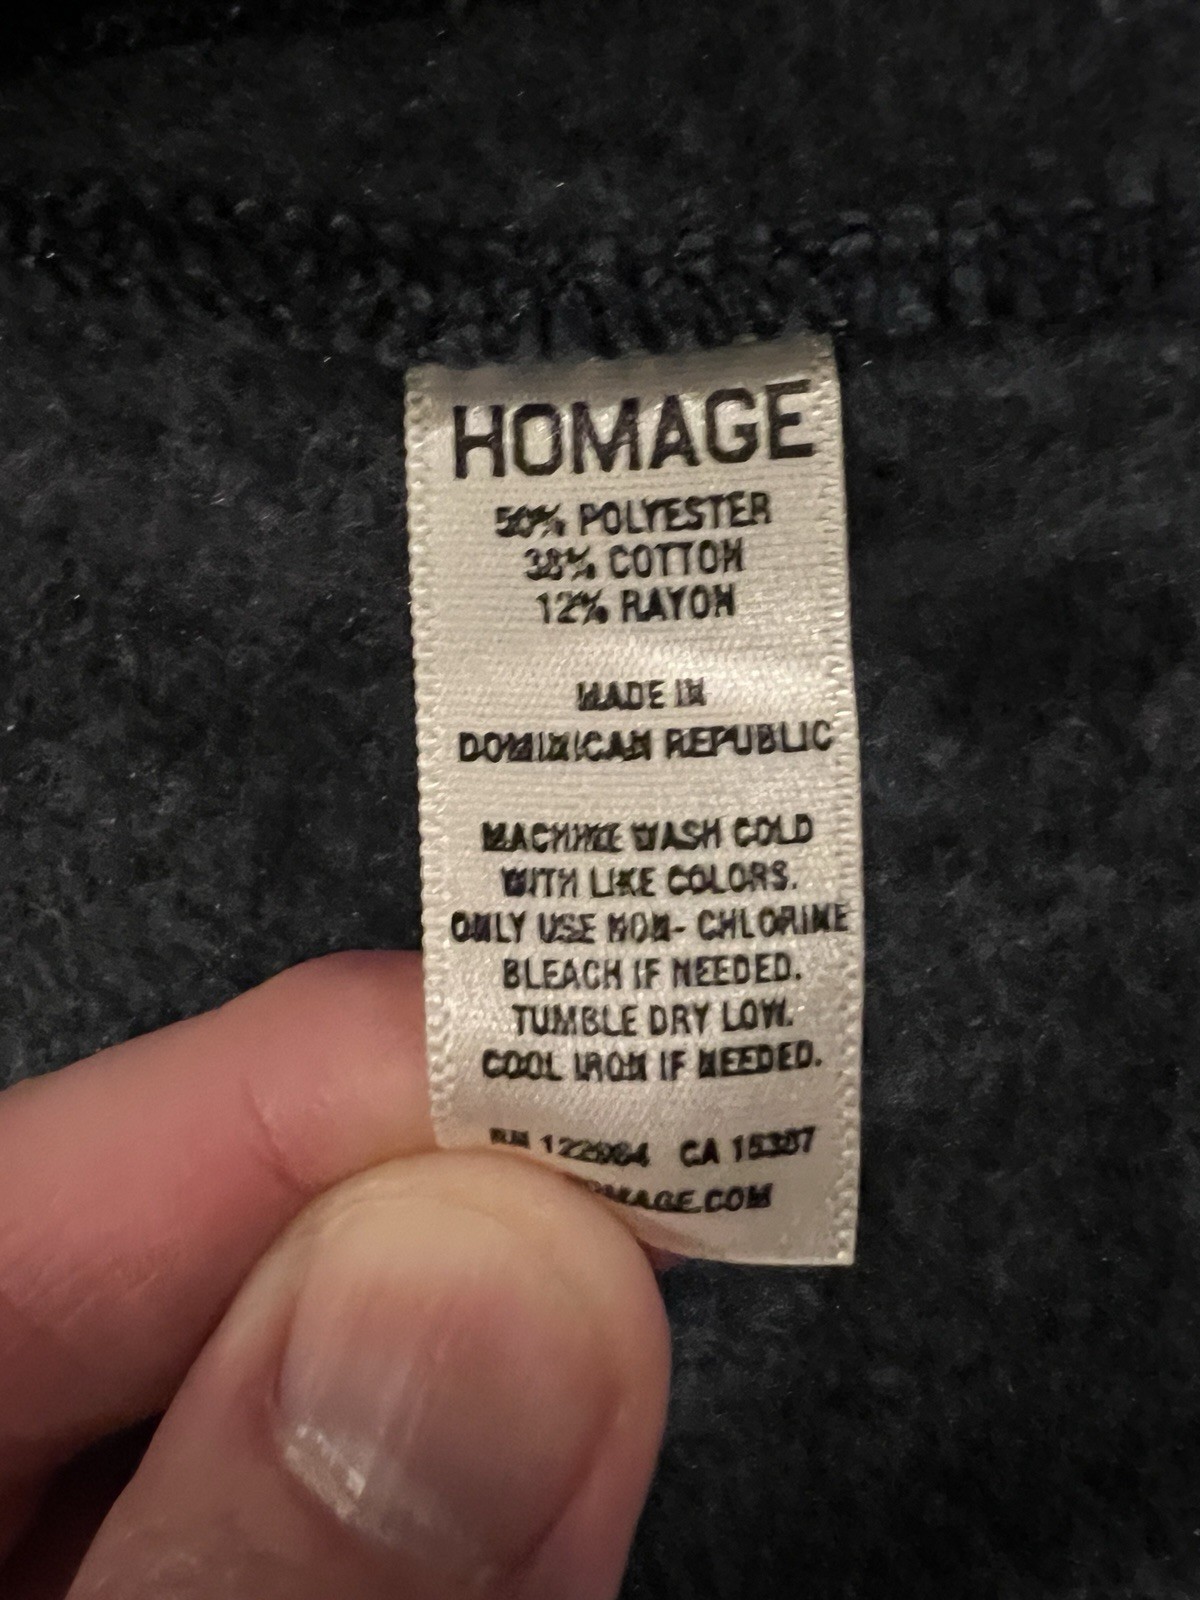 HOMAGE
50% POLYESTER
38% COTTON
12% RAYON
MADE IN
DOMINICAN REPUBLIC
MACHINE WASH COLD
WITH LIKE COLORS.
ONLY USE NON- CHLORINE
BLEACH IF NEEDED.
TUMBLE DRY LOW.
COOL IRON IF NEEDED.
RN CA